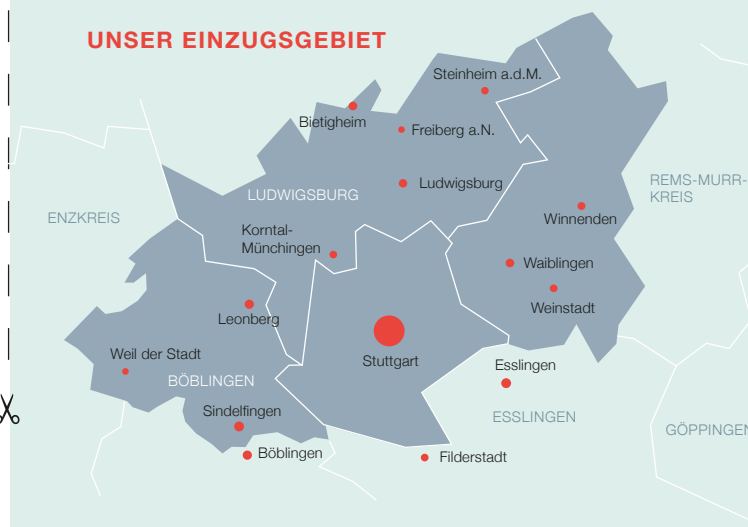 UNSER EINZUGSGEBIET
Steinheim a.d.M.
Bietigheim
Freiberg a.N.
Ludwigsburg
LUDWIGSBURG
REMS-MURR-
KREIS
ENZKREIS
Winnenden
Korntal-
Münchingen
Waiblingen
Weinstadt
Leonberg
Weil der Stadt
Stuttgart
Esslingen
BÖBLINGEN
Sindelfingen
ESSLINGEN
GÖPPINGEN
Böblingen
Filderstadt